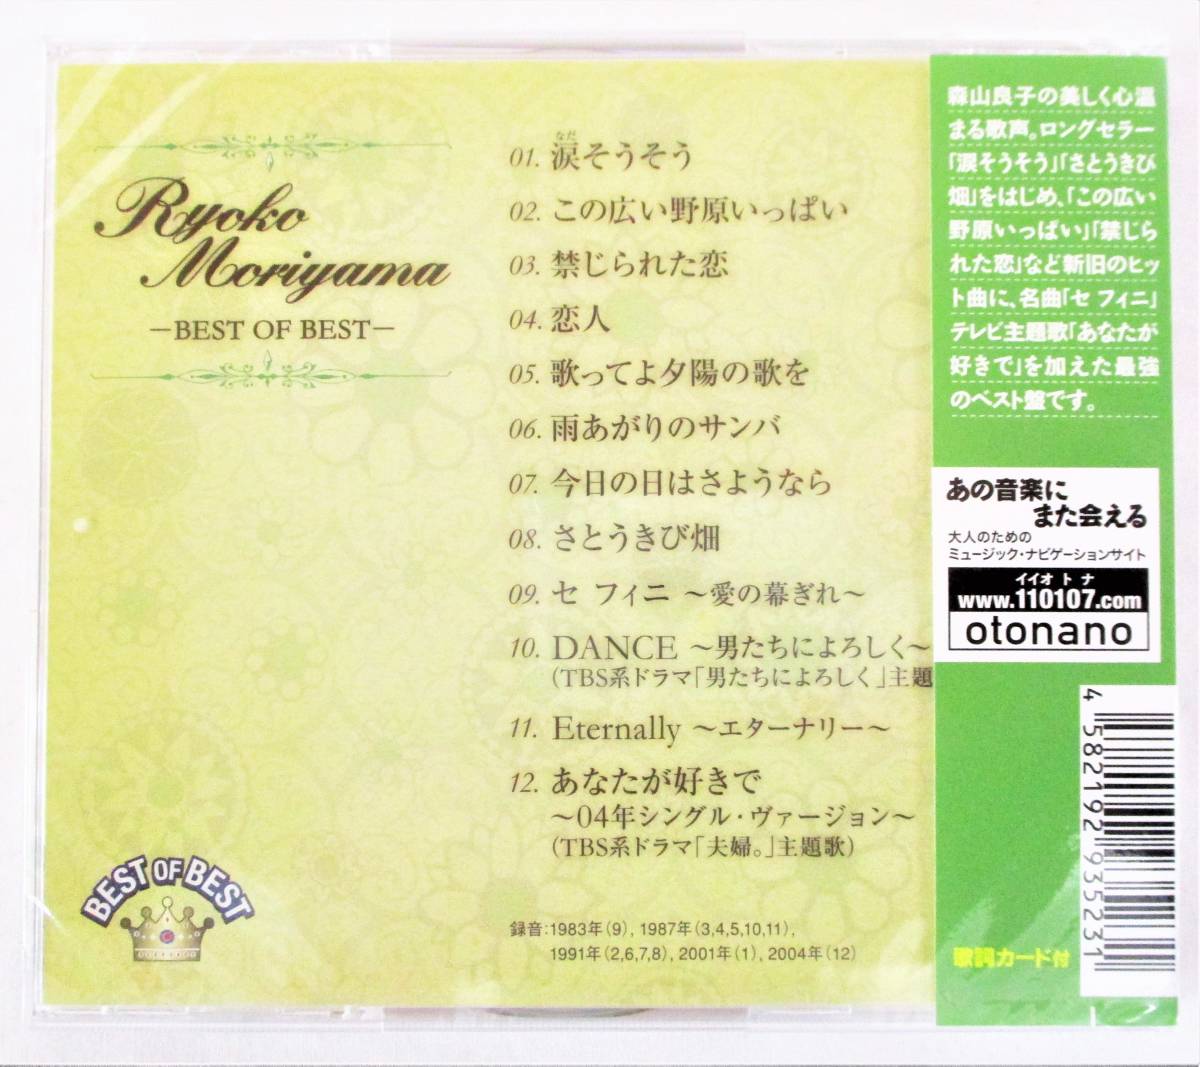 Ryoko
Moriyama
−BEST OF BEST−
01. 涙そうそう
なだ
02. この広い野原いっぱい
03. 禁じられた恋
04. 恋人
05. 歌ってよ夕陽の歌を
06. 雨あがりのサンバ
07. 今日の日はさようなら
08. さとうきび畑
09. セ フィニ ～愛の幕ぎれ～
10. DANCE ～男たちによろしく～
(TBS系ドラマ「男たちによろしく」主題
11. Eternally ～エターナリー～
12. あなたが好きで
～04年シングル・ヴァージョン～
(TBS系ドラマ「夫婦。」主題歌)
録音:1983年(9), 1987年(3,4,5,10,11),
1991年(2,6,7,8), 2001年(1), 2004年(12)
BEST OF BEST
森山良子の美しく心温
まる歌声。ロングセラー
「涙そうそう」「さとうきび
畑」をはじめ、「この広い
野原いっぱい」「禁じら
れた恋」など新旧のヒッ
ト曲に、名曲「セ フィニ」
テレビ主題歌「あなたが
好きで」を加えた最強
のベスト盤です。
あの音楽に
また会える
大人のための
ミュージック・ナビゲーションサイト
イイオトナ
www.110107.com
otonano
4 582192 935231
歌詞カード付